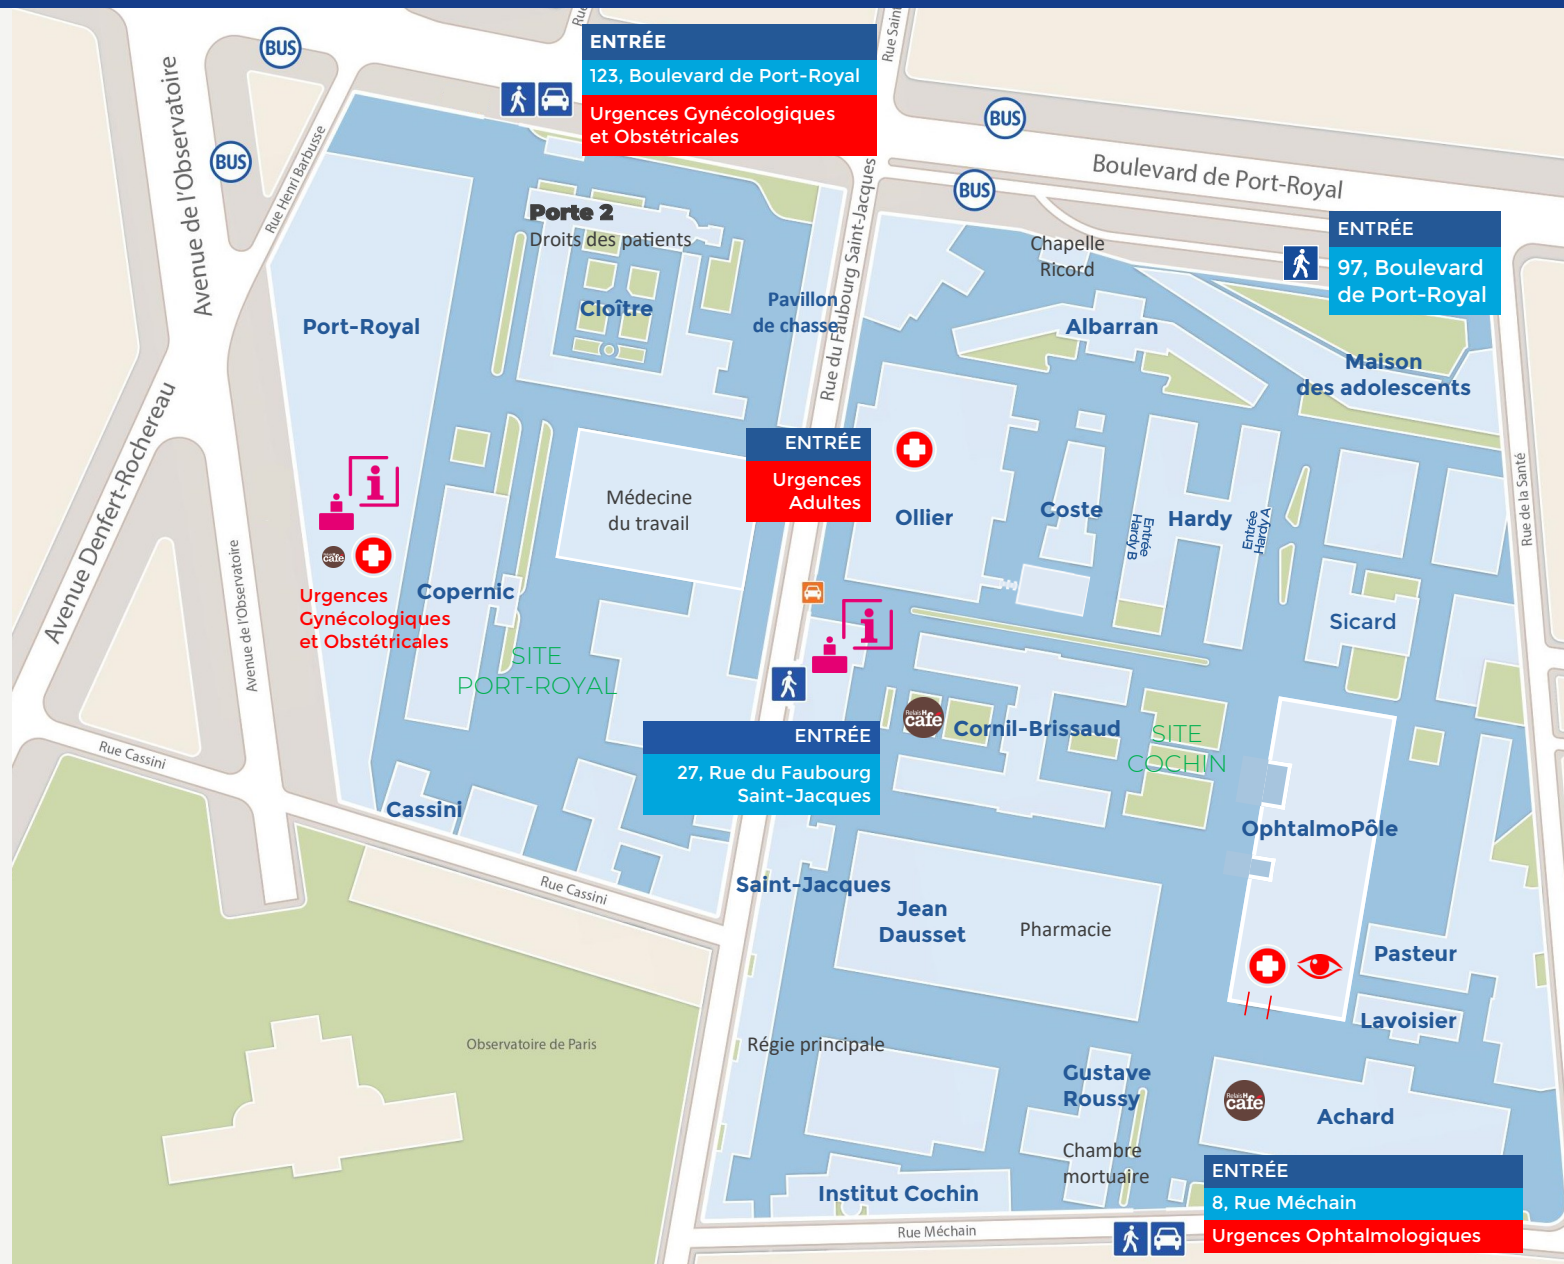 BUS
Avenue de l'Observatoire
BUS
Rue Henri Barbusse
ENTRÉE
123, Boulevard de Port-Royal
Urgences Gynécologiques
et Obstétricales
BUS
BUS
Boulevard de Port-Royal
ENTRÉE
97, Boulevard
de Port-Royal
Porte 2
Droits des patients
Cloître
Port-Royal
Pavillon
de chasse
Rue du Faubourg Saint-Jacques
Chapelle
Ricord
Albarran
Maison
des adolescents
Avenue Denfert-Rochereau
Avenue de l'Observatoire
ENTRÉE
Urgences
Adultes
Médecine
du travail
Ollier
Coste
Entrée
Hardy B
Hardy
Entrée
Hardy A
Rue de la Santé
i
cafe
Urgences
Gynécologiques
et Obstétricales
Copernic
SITE
PORT-ROYAL
i
Sicard
Relais H
cafe
Cornil-Brissaud
SITE
COCHIN
ENTRÉE
27, Rue du Faubourg
Saint-Jacques
Rue Cassini
Cassini
Rue Cassini
OphtalmoPôle
Saint-Jacques
Jean
Dausset
Pharmacie
Pasteur
Lavoisier
Observatoire de Paris
Régie principale
Gustave
Roussy
Relais H
cafe
Achard
Chambre
mortuaire
Institut Cochin
Rue Méchain
ENTRÉE
8, Rue Méchain
Urgences Ophtalmologiques